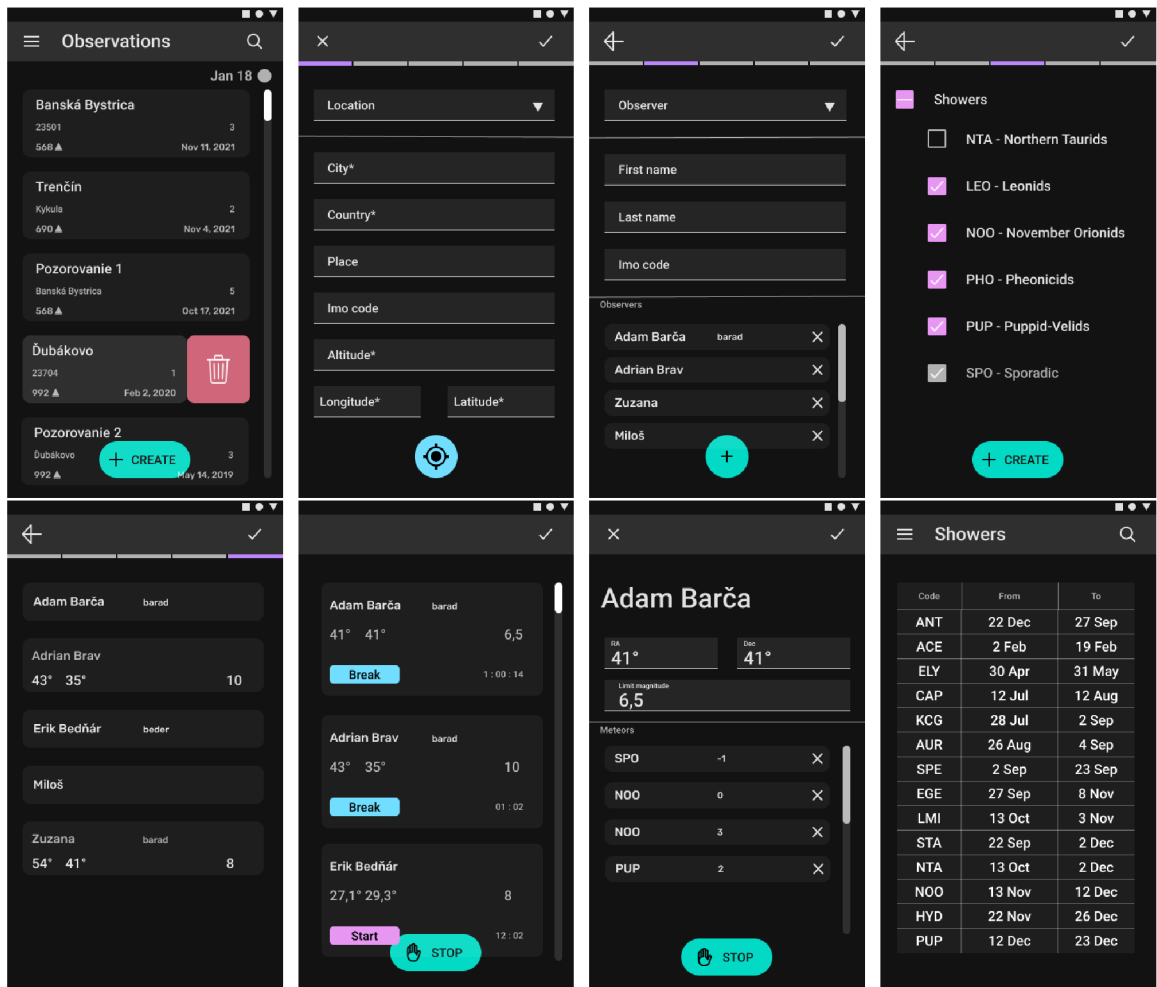 Observations
Jan 18
Banská Bystrica
23501 3
568 Nov 11, 2021
Trenčín
Kykula 2
690 Nov 4, 2021
Pozorovanie 1
Banská Bystrica 5
568 Oct 17, 2021
Ďubákovo
23704 1
992 Feb 2, 2020
Pozorovanie 2
Ďubákovo 3
992 May 14, 2019
+ CREATE
Location
City*
Country*
Place
Imo code
Altitude*
Longitude* Latitude*
Observer
First name
Last name
Imo code
Observers
Adam Barča barad
Adrian Brav
Zuzana
Miloš
+
Showers
NTA - Northern Taurids
LEO - Leonids
NOO - November Orionids
PHO - Pheonicids
PUP - Puppid-Velids
SPO - Sporadic
+ CREATE
Adam Barča barad
Adrian Brav
43° 35° 10
Erik Bedňár beder
Miloš
Zuzana barad
54° 41° 8
Adam Barča barad
41° 41° 6,5
Break 1 : 00 : 14
Adrian Brav barad
43° 35° 10
Break 01 : 02
Erik Bedňár
27,1° 29,3° 8
Start 12 : 02
STOP
Adam Barča
RA Dec
41° 41°
Limit magnitude
6,5
Meteors
SPO -1
NOO 0
NOO 3
PUP 2
STOP
Showers
Code From To
ANT 22 Dec 27 Sep
ACE 2 Feb 19 Feb
ELY 30 Apr 31 May
CAP 12 Jul 12 Aug
KCG 28 Jul 2 Sep
AUR 26 Aug 4 Sep
SPE 2 Sep 23 Sep
EGE 27 Sep 8 Nov
LMI 13 Oct 3 Nov
STA 22 Sep 2 Dec
NTA 13 Oct 2 Dec
NOO 13 Nov 12 Dec
HYD 22 Nov 26 Dec
PUP 12 Dec 23 Dec